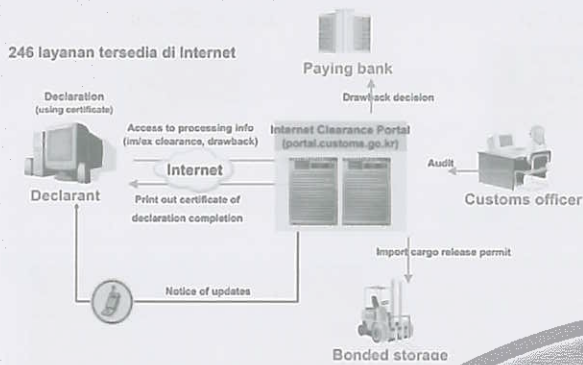 246 layanan tersedia di Internet
Paying bank
Declaration
(using certificate)
Drawback decision
Access to processing info
(im/ex clearance, drawback)
Internet Clearance Portal
(portal.customs.go.kr)
Internet
Audit
Declarant
Print out certificate of
declaration completion
Customs officer
Import cargo release permit
Notice of updates
Bonded storage